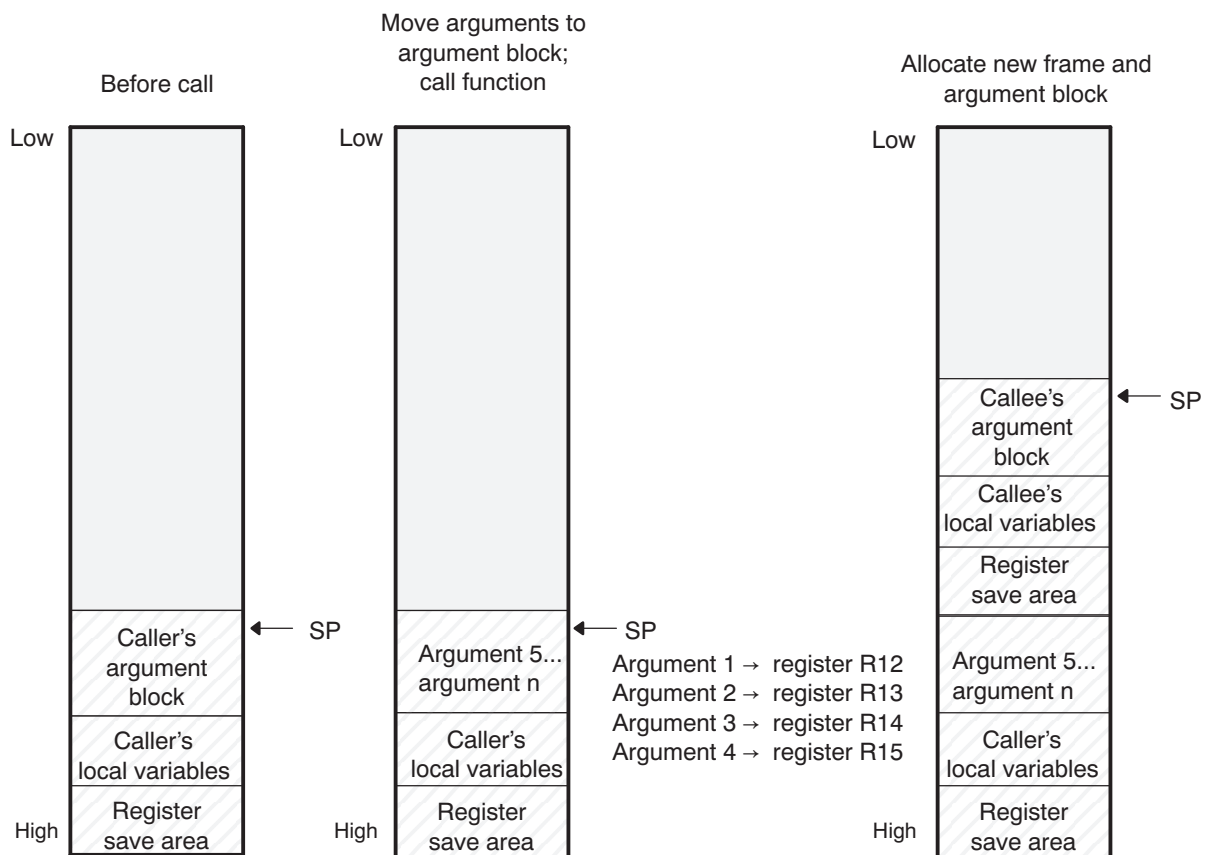 Before call
Low
Caller's
argument
block
Caller's
local variables
Register
save area
High
SP
Move arguments to
argument block;
call function
Low
Argument 5...
argument n
Caller's
local variables
Register
save area
High
SP
Argument 1 → register R12
Argument 2 → register R13
Argument 3 → register R14
Argument 4 → register R15
Allocate new frame and
argument block
Low
Callee's
argument
block
Callee's
local variables
Register
save area
Argument 5...
argument n
Caller's
local variables
Register
save area
High
SP